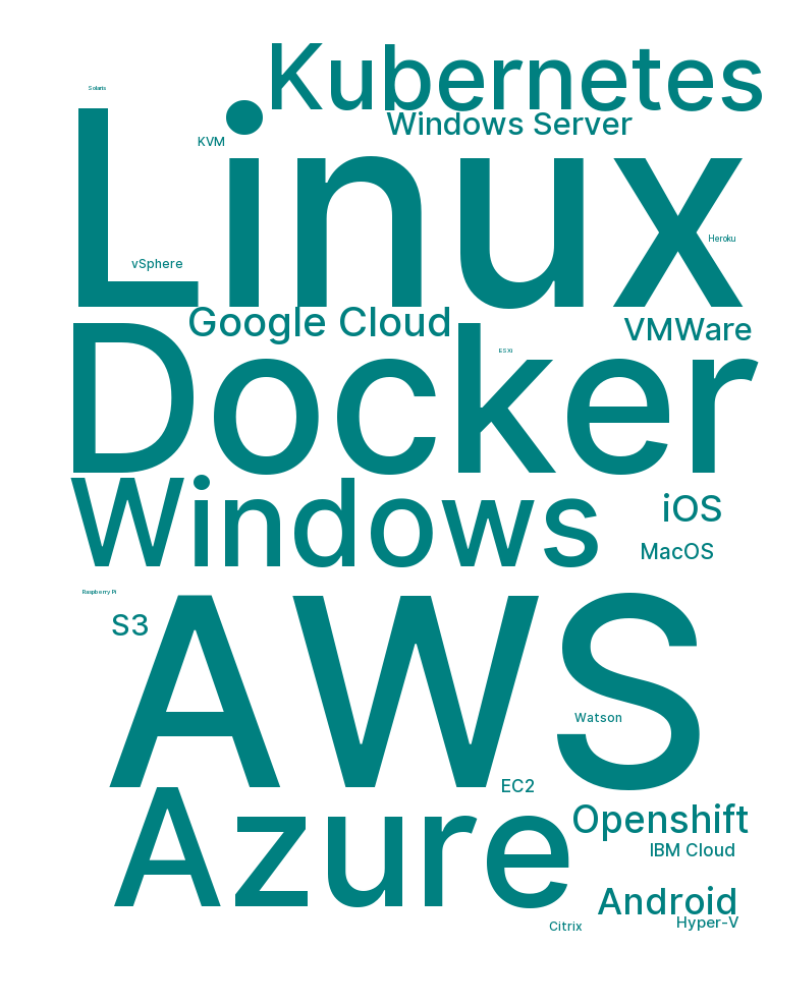 Kubernetes
Solaris
Windows Server
Linux
KVM
Heroku
vSphere
Google Cloud
VMWare
Docker
ESXi
Windows
iOS
MacOS
Raspberry Pi
AWS
S3
Watson
EC2
Azure
Openshift
IBM Cloud
Android
Hyper-V
Citrix